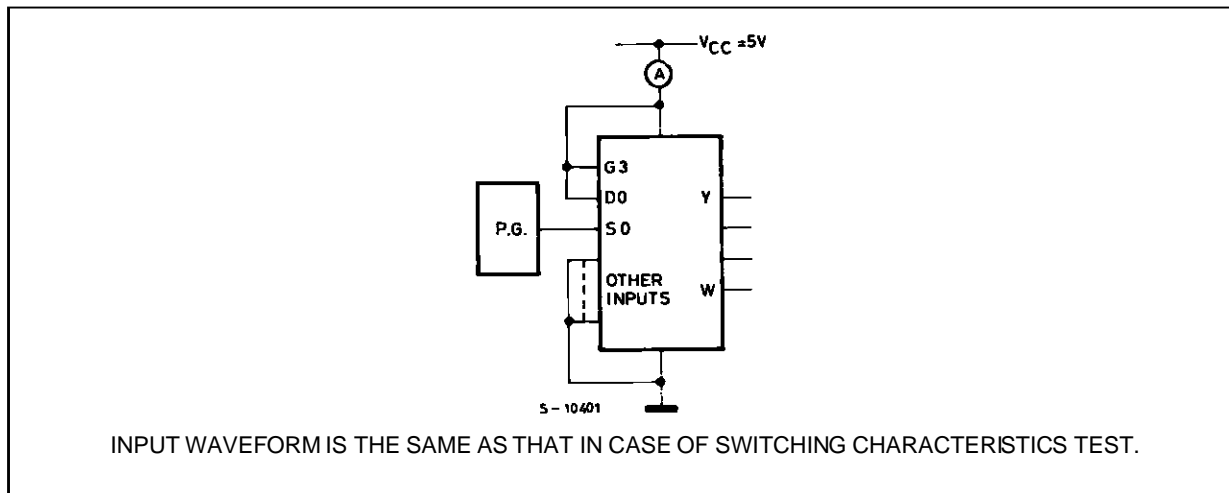 VCC ±5V
A
G3
D0
Y
P.G.
S0
OTHER
INPUTS
W
S-10401
INPUT WAVEFORM IS THE SAME AS THAT IN CASE OF SWITCHING CHARACTERISTICS TEST.